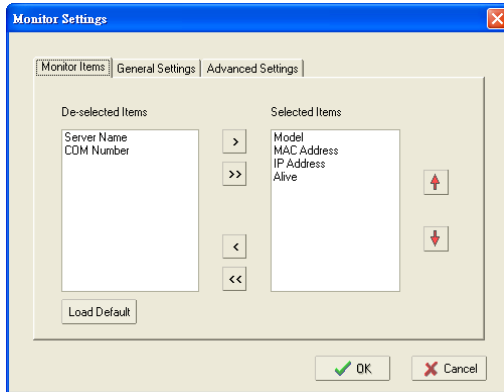 Monitor Settings
Monitor Items General Settings Advanced Settings
De-selected Items
Server Name
COM Number
>
>>
<
<<
Selected Items
Model
MAC Address
IP Address
Alive
Load Default
OK Cancel